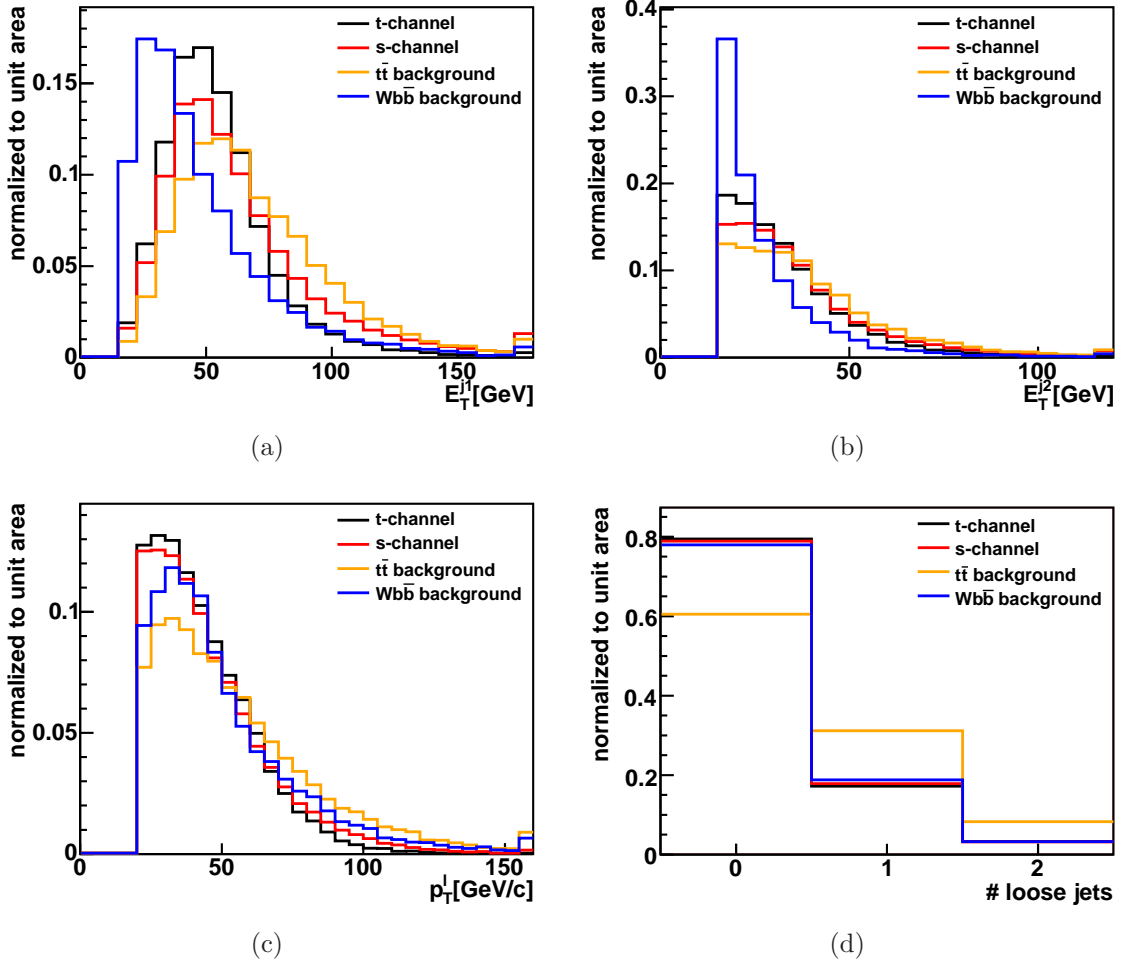 normalized to unit area
0.15
0.1
0.05
0
0 50 100 150
E_T^{j1}[GeV]
t-channel
s-channel
tt̄ background
Wbb̄ background
(a)
normalized to unit area
0.4
0.3
0.2
0.1
0
0 50 100
E_T^{j2}[GeV]
t-channel
s-channel
tt̄ background
Wbb̄ background
(b)
normalized to unit area
0.1
0.05
0
0 50 100 150
p_T^l[GeV/c]
t-channel
s-channel
tt̄ background
Wbb̄ background
(c)
normalized to unit area
0.8
0.6
0.4
0.2
0
0 1 2
# loose jets
t-channel
s-channel
tt̄ background
Wbb̄ background
(d)